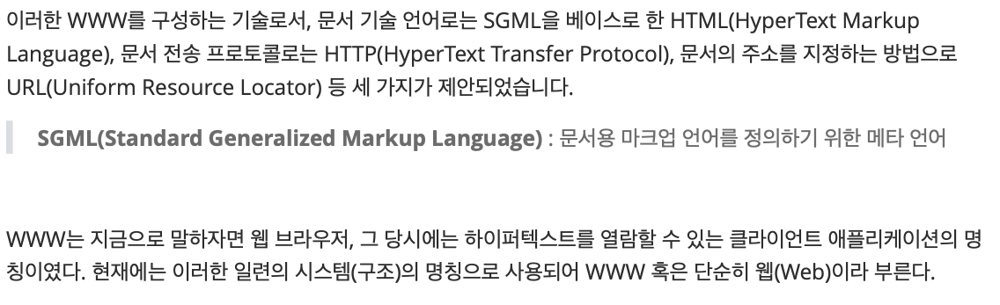 이러한 WWW를 구성하는 기술로서, 문서 기술 언어로는 SGML을 베이스로 한 HTML(HyperText Markup
Language), 문서 전송 프로토콜로는 HTTP(HyperText Transfer Protocol), 문서의 주소를 지정하는 방법으로
URL(Uniform Resource Locator) 등 세 가지가 제안되었습니다.
SGML(Standard Generalized Markup Language) : 문서용 마크업 언어를 정의하기 위한 메타 언어
WWW는 지금으로 말하자면 웹 브라우저, 그 당시에는 하이퍼텍스트를 열람할 수 있는 클라이언트 애플리케이션의 명
칭이였다. 현재에는 이러한 일련의 시스템(구조)의 명칭으로 사용되어 WWW 혹은 단순히 웹(Web)이라 부른다.